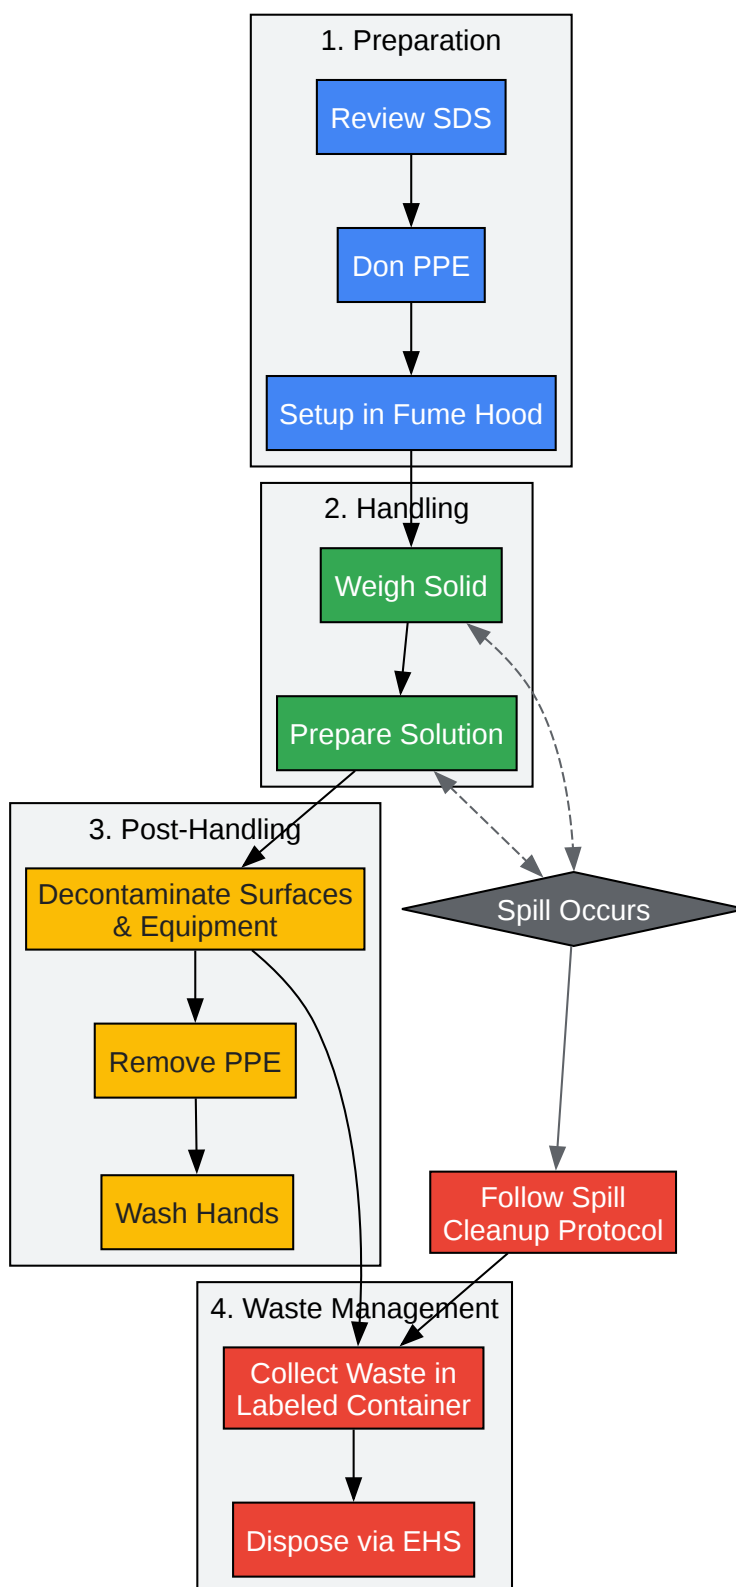 1. Preparation
Review SDS
Don PPE
Setup in Fume Hood
2. Handling
Weigh Solid
Prepare Solution
3. Post-Handling
Decontaminate Surfaces
& Equipment
Spill Occurs
Remove PPE
Wash Hands
Follow Spill
Cleanup Protocol
4. Waste Management
Collect Waste in
Labeled Container
Dispose via EHS